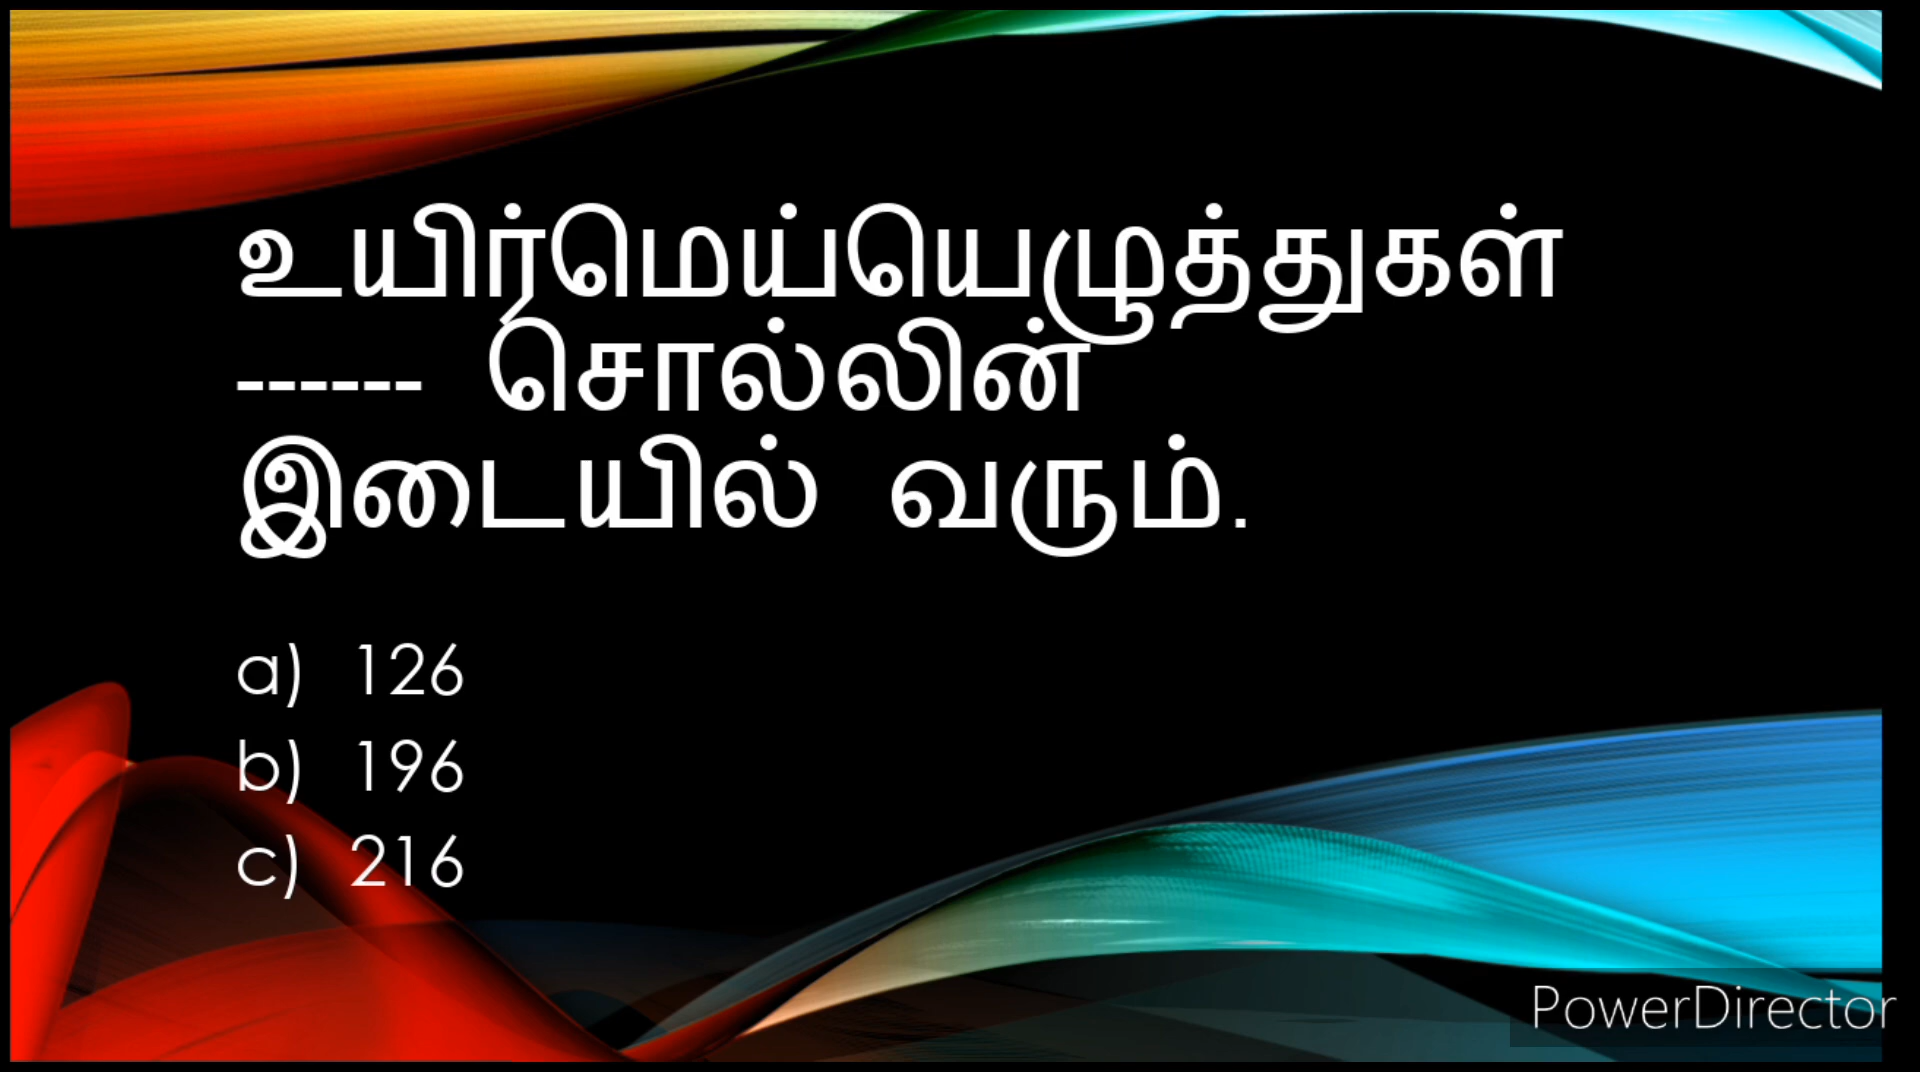 உயிர்மெய்யெழுத்துகள்
------ சொல்லின்
இடையில் வரும்.
a) 126
b) 196
c) 216
PowerDirector